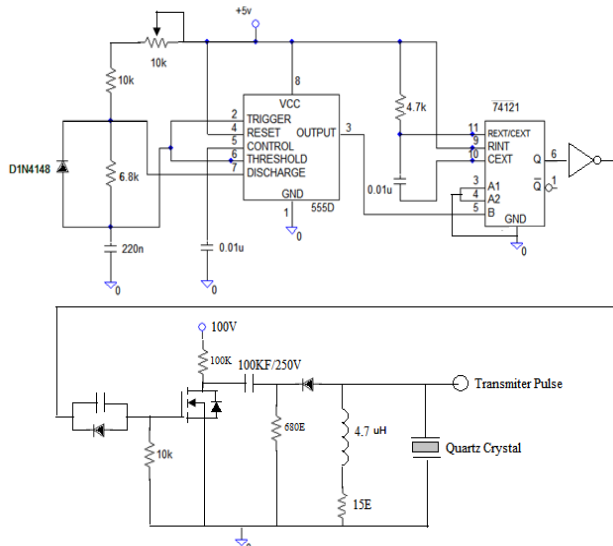 +5v
10k
10k
D1N4148
6.8k
220n
0
0.01u
0
8
VCC
2 TRIGGER
4 RESET OUTPUT 3
5 CONTROL
6 THRESHOLD
7 DISCHARGE
GND
1 555D
0
4.7k
0.01u
74121
11 REXT/CEXT
9 RINT Q 6
10 CEXT
Q 1
3 A1
4 A2
5 B
GND
0
100V
100K
100KF/250V
Transmiter Pulse
680E
4.7 uH
Quartz Crystal
10k
15E
0